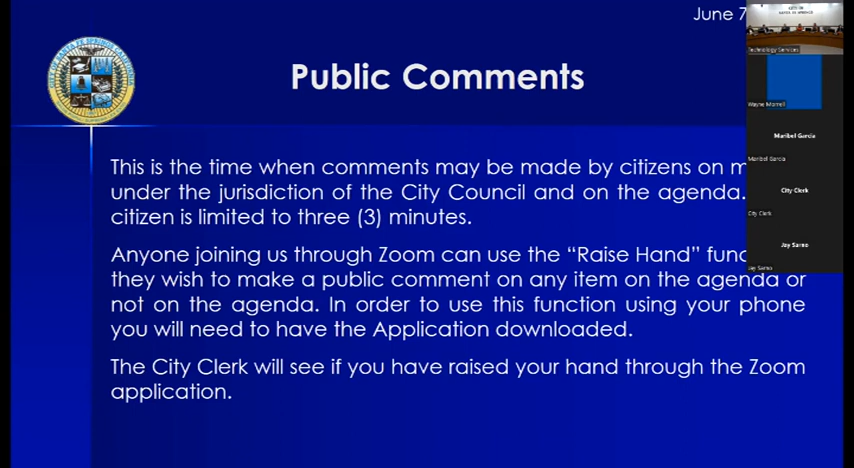 June 7
Public Comments
This is the time when comments may be made by citizens on m
under the jurisdiction of the City Council and on the agenda.
citizen is limited to three (3) minutes.
Anyone joining us through Zoom can use the “Raise Hand” func
they wish to make a public comment on any item on the agenda or
not on the agenda. In order to use this function using your phone
you will need to have the Application downloaded.
The City Clerk will see if you have raised your hand through the Zoom
application.
CITY OF
SANTA FE SPRINGS
Technology Services
Wayne Morrell
Maribel Garcia
Maribel Garcia
City Clerk
City Clerk
Jay Sarno
Jay Sarno